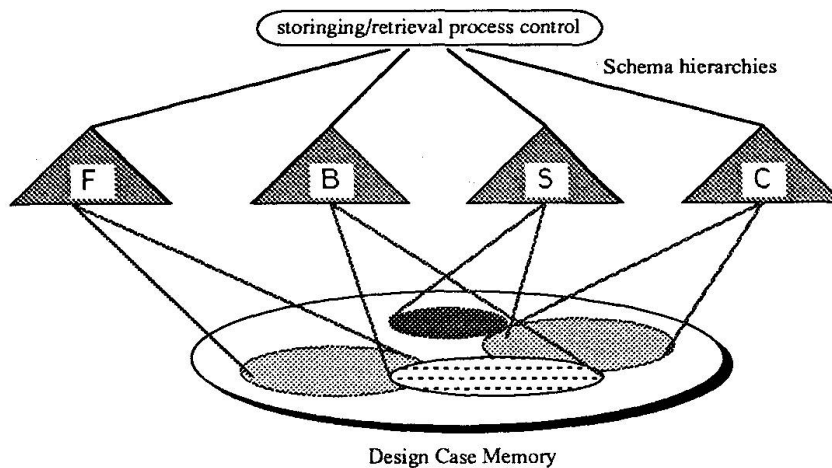 storinging/retrieval process control
Schema hierarchies
F B S C
Design Case Memory